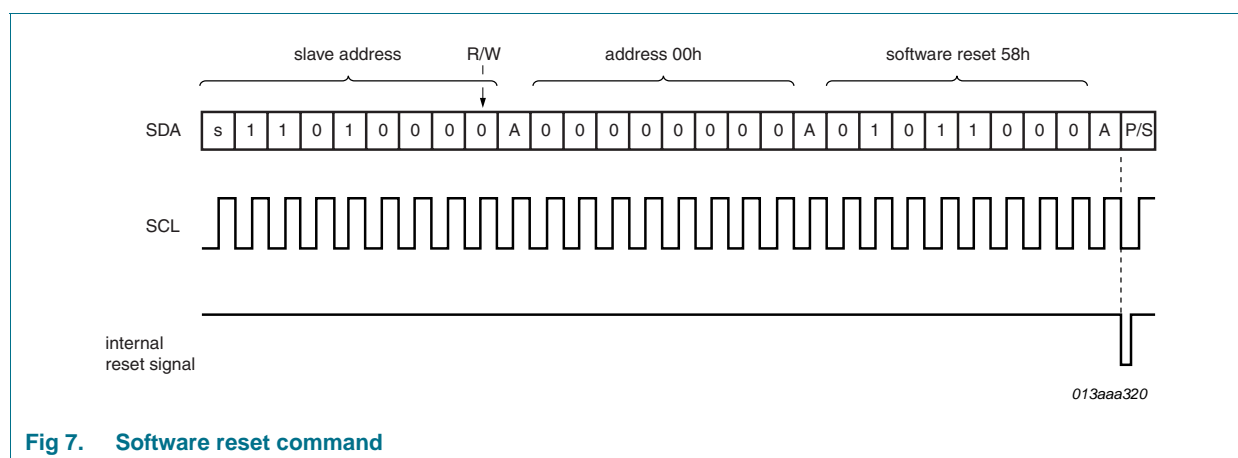 slave address R/W address 00h software reset 58h
SDA s 1 1 0 1 0 0 0 0 A 0 0 0 0 0 0 0 0 A 0 1 0 1 1 0 0 0 A P/S
SCL
internal
reset signal
013aaa320
Fig 7. Software reset command